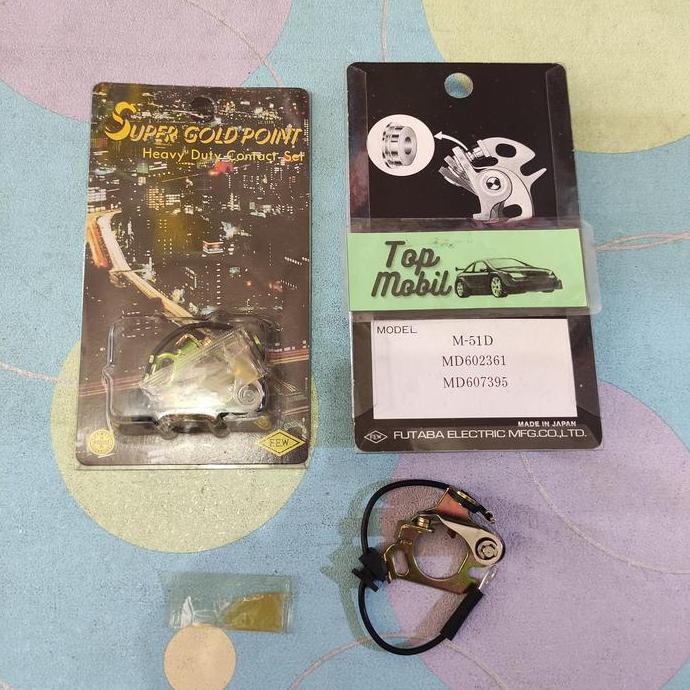 SUPER GOLD POINT
Heavy Duty Contact Set
FEW
Top
Mobil
MODEL
M-51D
MD602361
MD607395
MADE IN JAPAN
FEW
FUTABA ELECTRIC MFG.CO.,LTD.